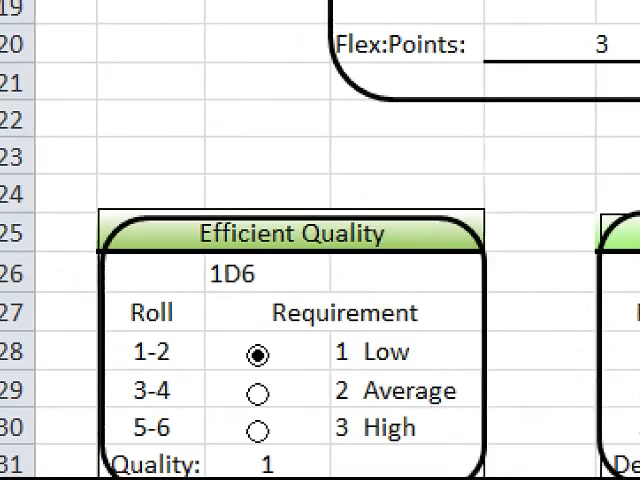 19
20 Flex:Points: 3
21
22
23
24
25 Efficient Quality
26 1D6
27 Roll Requirement
28 1-2 1 Low
29 3-4 2 Average
30 5-6 3 High
31 Quality: 1 De